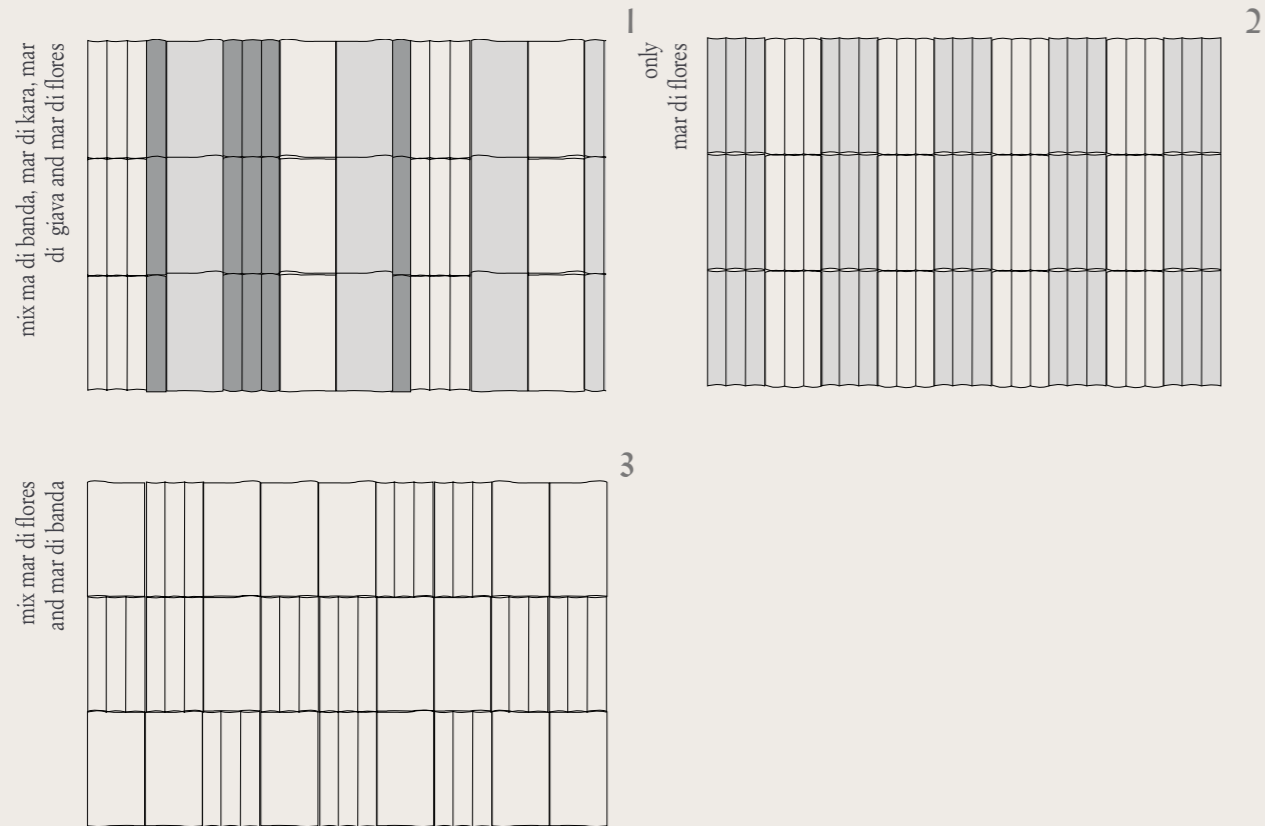 1
mix ma di banda, mar di kara, mar
di giava and mar di flores
2
only
mar di flores
3
mix mar di flores
and mar di banda